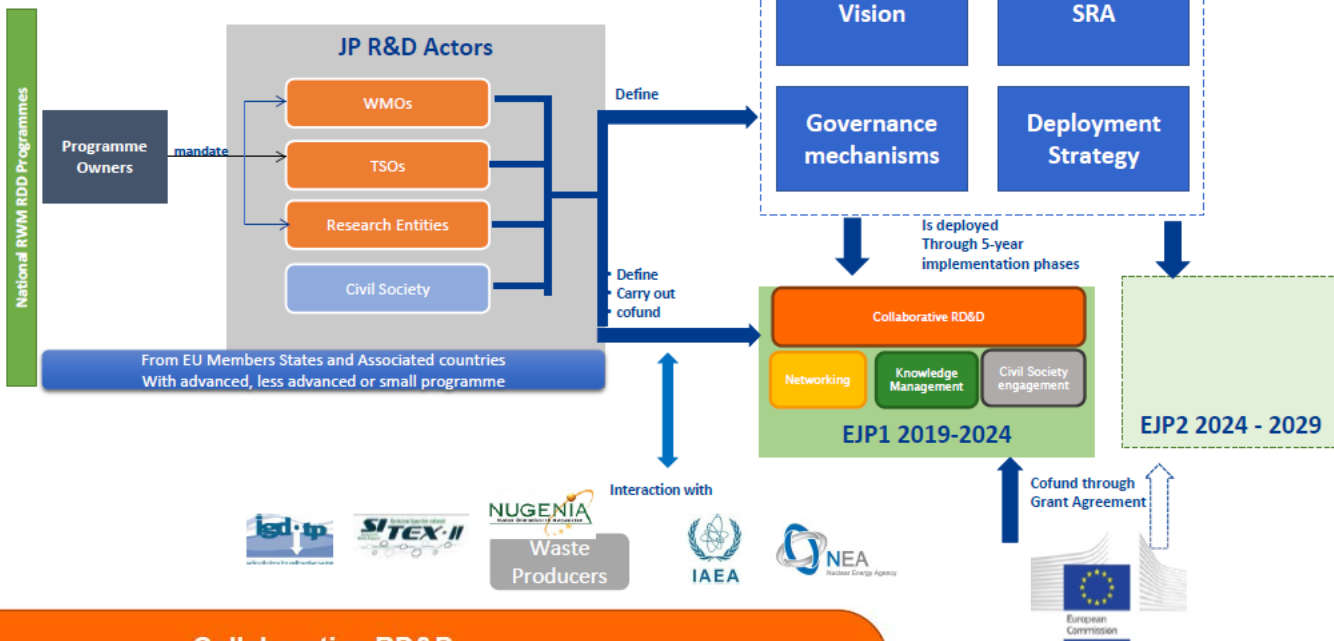 Vision
SRA
JP R&D Actors
National RWM RDD Programmes
WMOs
Define
Governance
mechanisms
Deployment
Strategy
Programme
Owners
mandate
TSOs
Research Entities
Is deployed
Through 5-year
implementation phases
Civil Society
• Define
• Carry out
• cofund
Collaborative RD&D
From EU Members States and Associated countries
With advanced, less advanced or small programme
Networking
Knowledge
Management
Civil Society
engagement
EJP1 2019-2024
EJP2 2024 - 2029
Interaction with
Cofund through
Grant Agreement
igd-tp
SITEX-II
NUGENIA
Waste
Producers
IAEA
NEA
Nuclear Energy Agency
European
Commission